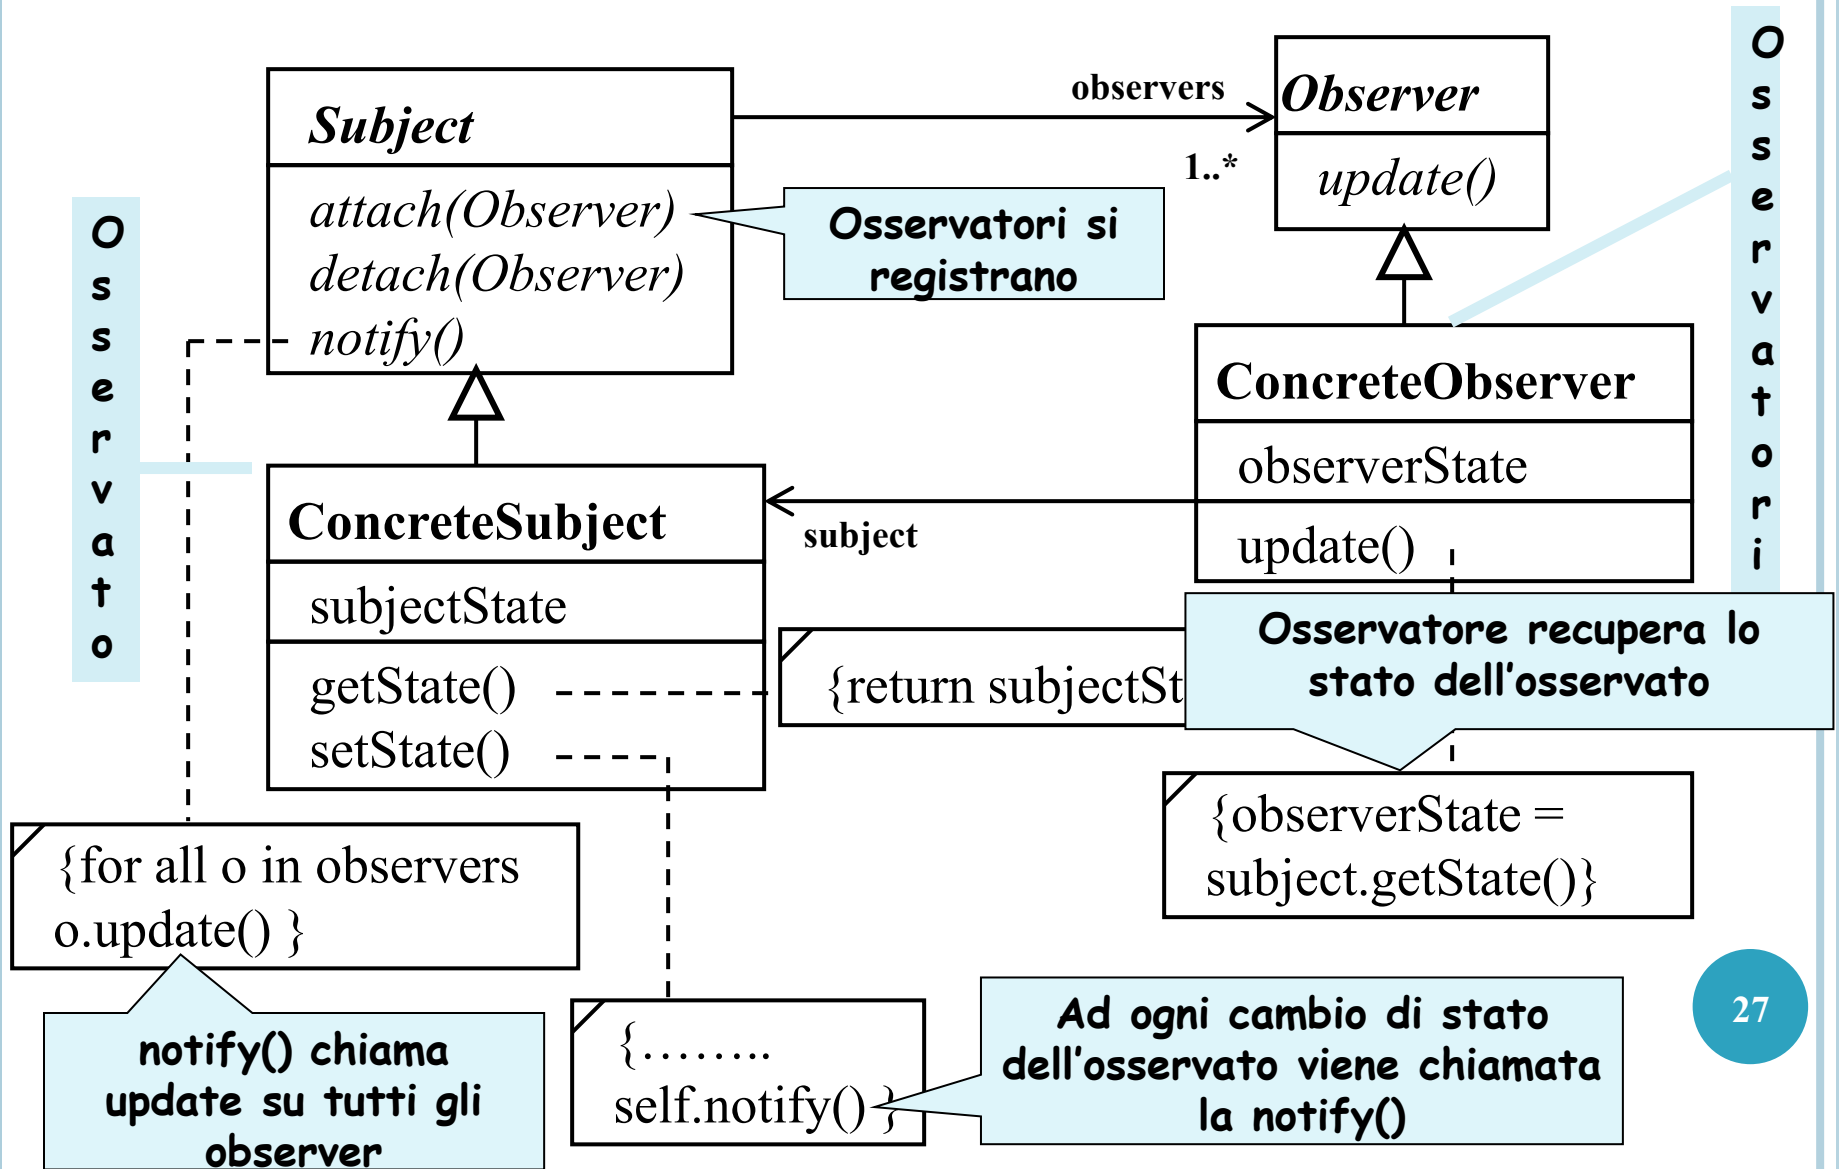 Osservato
Subject
attach(Observer)
detach(Observer)
notify()
observers
1..*
Observer
update()
Osservatori
Osservatori si
registrano
ConcreteObserver
observerState
update()
subject
ConcreteSubject
subjectState
getState()
setState()
{return subjectSt
Osservatore recupera lo
stato dell'osservato
{observerState =
subject.getState()}
{for all o in observers
o.update() }
notify() chiama
update su tutti gli
observer
{........
self.notify() }
Ad ogni cambio di stato
dell'osservato viene chiamata
la notify()
27